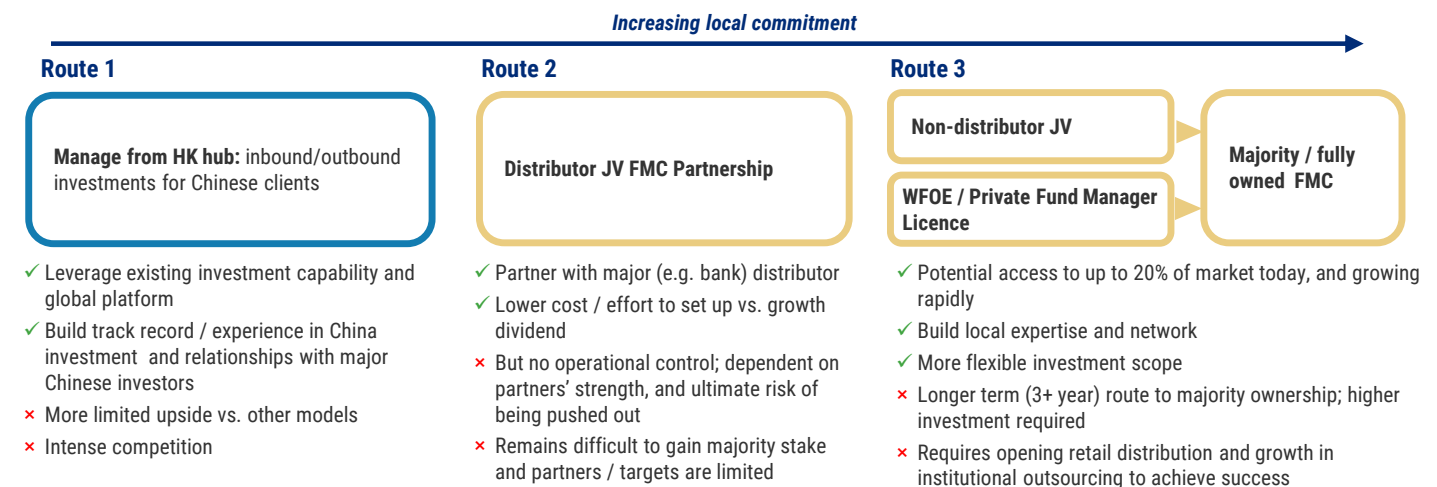 Increasing local commitment
Route 1
Manage from HK hub: inbound/outbound
investments for Chinese clients
✓ Leverage existing investment capability and
global platform
✓ Build track record / experience in China
investment and relationships with major
Chinese investors
× More limited upside vs. other models
× Intense competition
Route 2
Distributor JV FMC Partnership
✓ Partner with major (e.g. bank) distributor
✓ Lower cost / effort to set up vs. growth
dividend
× But no operational control; dependent on
partners' strength, and ultimate risk of
being pushed out
× Remains difficult to gain majority stake
and partners / targets are limited
Route 3
Non-distributor JV
WFOE / Private Fund Manager
Licence
Majority / fully
owned FMC
✓ Potential access to up to 20% of market today, and growing
rapidly
✓ Build local expertise and network
✓ More flexible investment scope
× Longer term (3+ year) route to majority ownership; higher
investment required
× Requires opening retail distribution and growth in
institutional outsourcing to achieve success